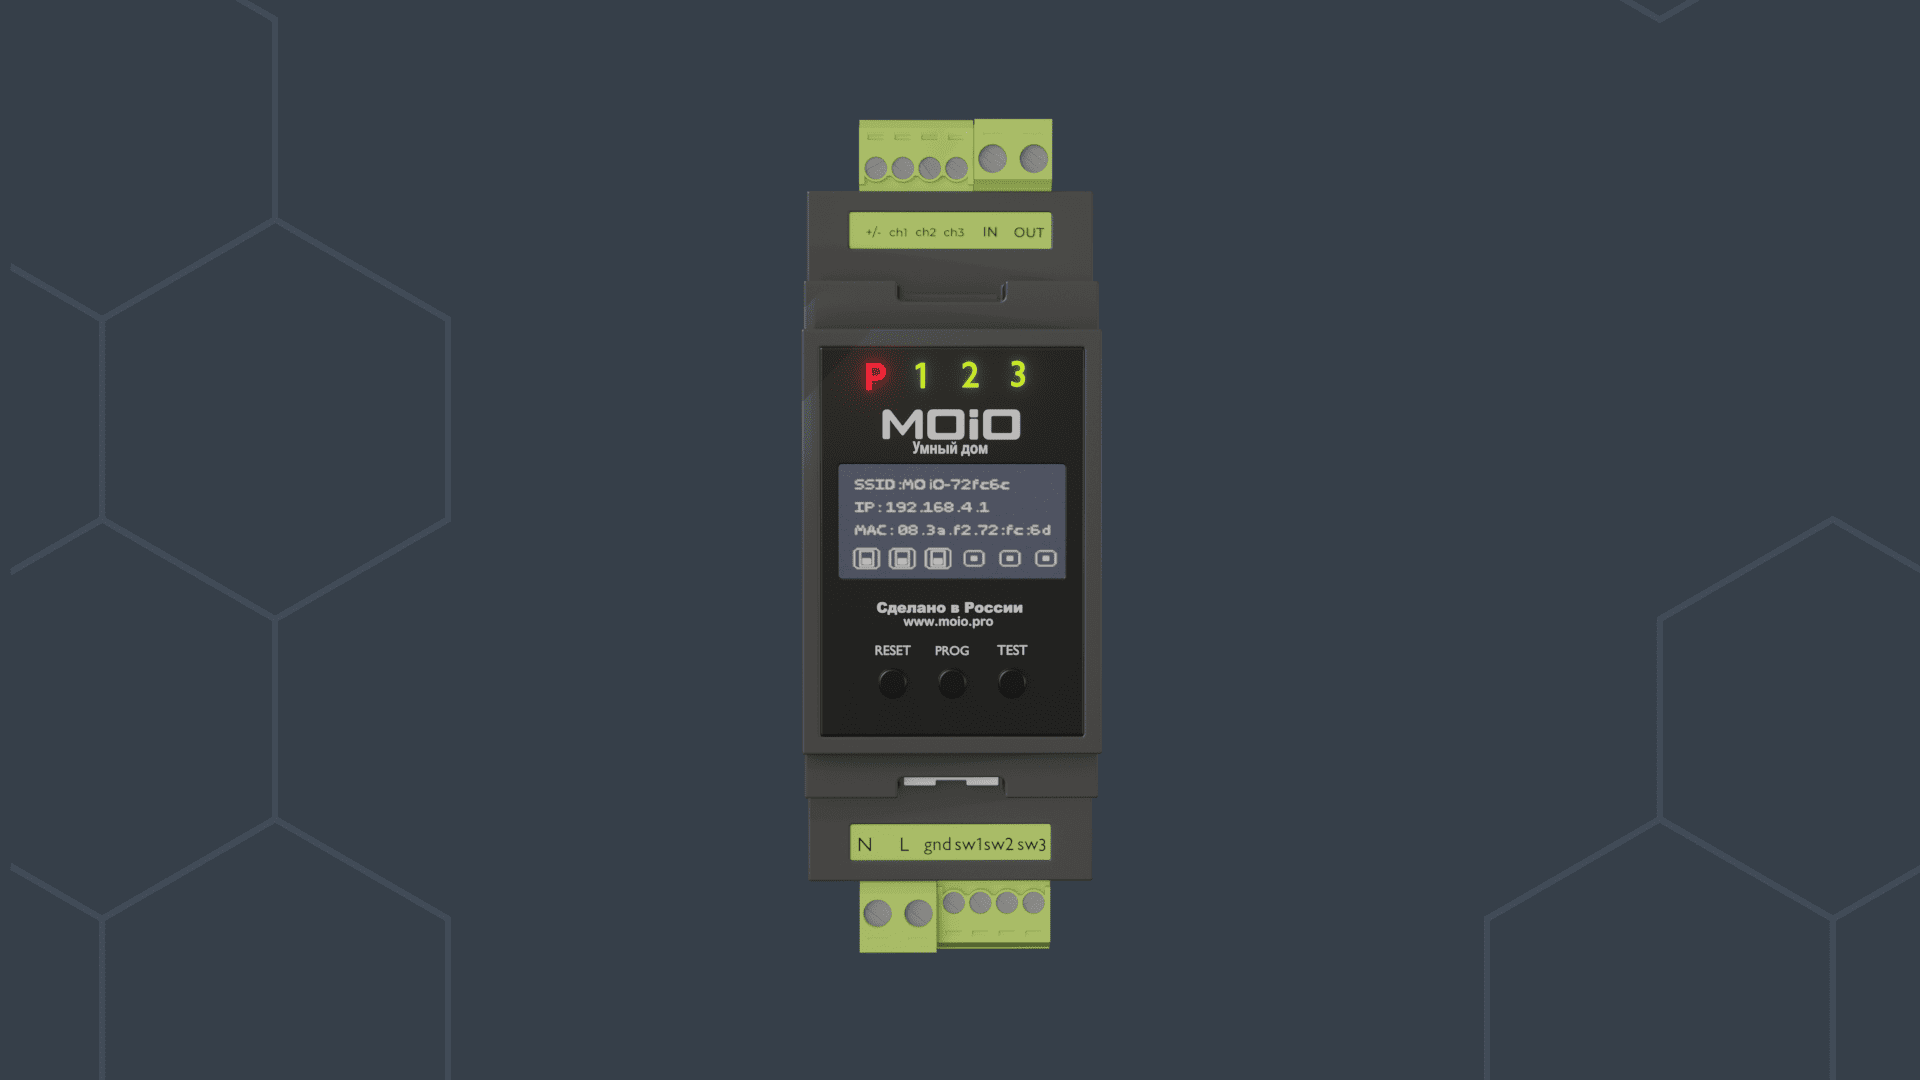 +/- ch1 ch2 ch3 IN OUT
P 1 2 3
MOiO
Умный дом
SSID:MOiO-72fc6c
IP:192.168.4.1
MAC:08.3a.f2.72:fc:6d
Сделано в России
www.moio.pro
RESET PROG TEST
N L gnd sw1 sw2 sw3